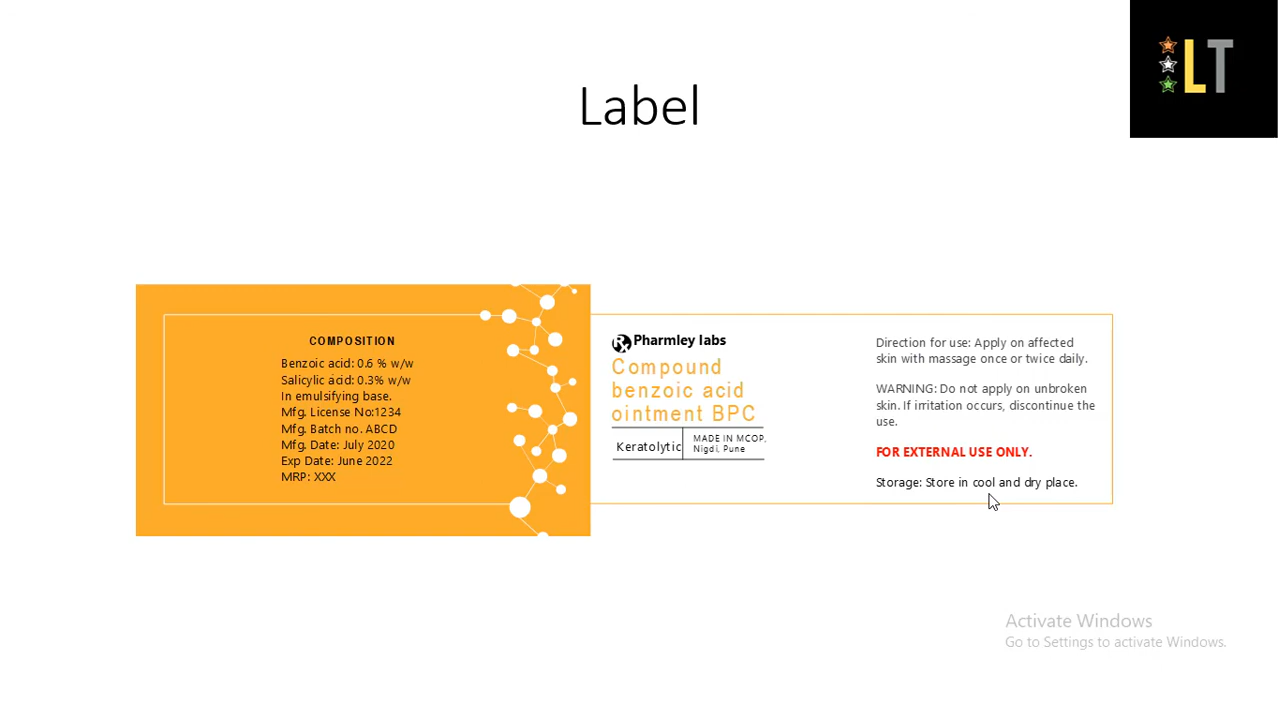 LT
Label
COMPOSITION
Benzoic acid: 0.6 % w/w
Salicylic acid: 0.3% w/w
In emulsifying base.
Mfg. License No:1234
Mfg. Batch no. ABCD
Mfg. Date: July 2020
Exp Date: June 2022
MRP: XXX
Rx Pharmley labs
Compound
benzoic acid
ointment BPC
Keratolytic
MADE IN MCOP,
Nigdi, Pune
Direction for use: Apply on affected
skin with massage once or twice daily.
WARNING: Do not apply on unbroken
skin. If irritation occurs, discontinue the
use.
FOR EXTERNAL USE ONLY.
Storage: Store in cool and dry place.
Activate Windows
Go to Settings to activate Windows.